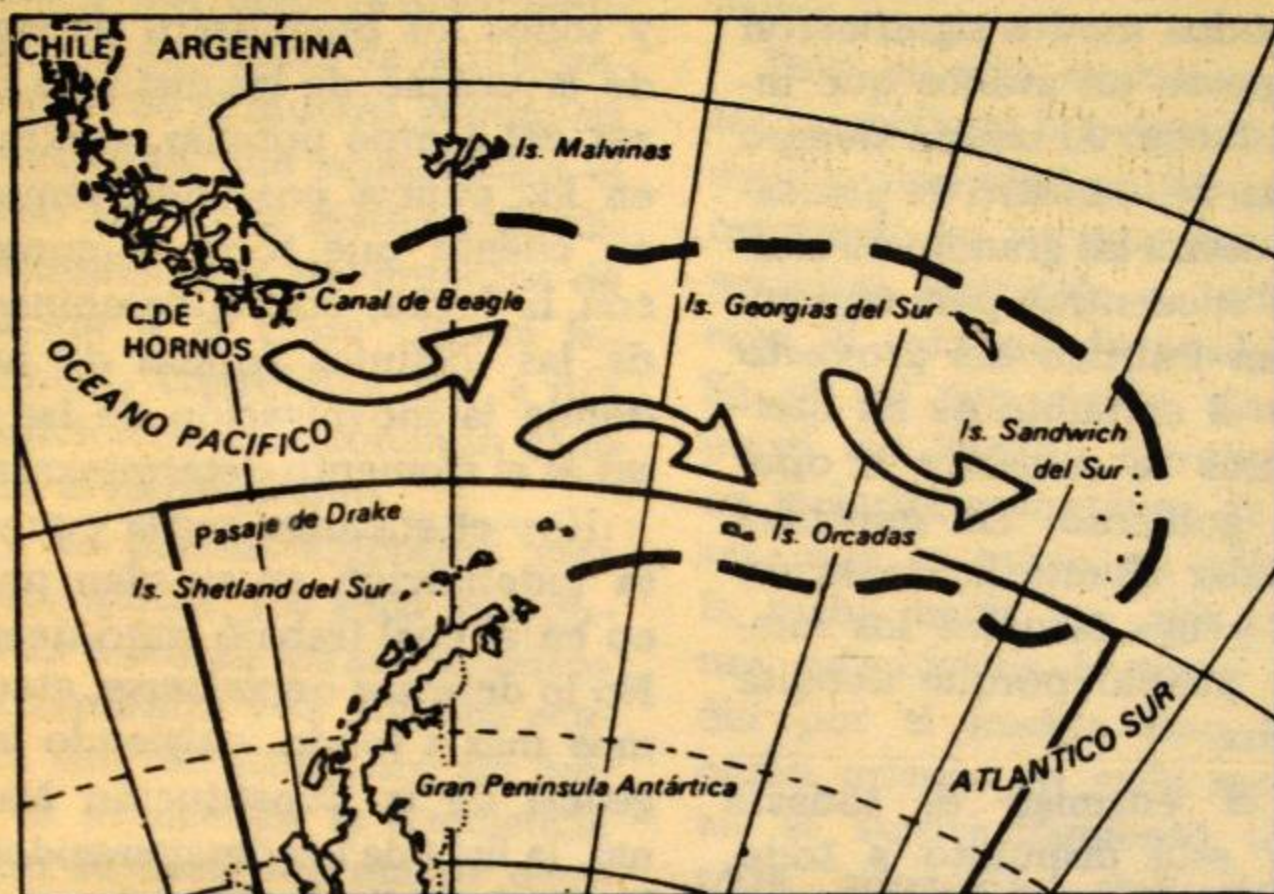 CHILE
ARGENTINA
Is. Malvinas
Canal de Beagle
Is. Georgias del Sur
C.DE
HORNOS
OCEANO PACIFICO
Is. Sandwich
del Sur
Pasaje de Drake
Is. Orcadas
Is. Shetland del Sur
Gran Península Antártica
ATLANTICO SUR